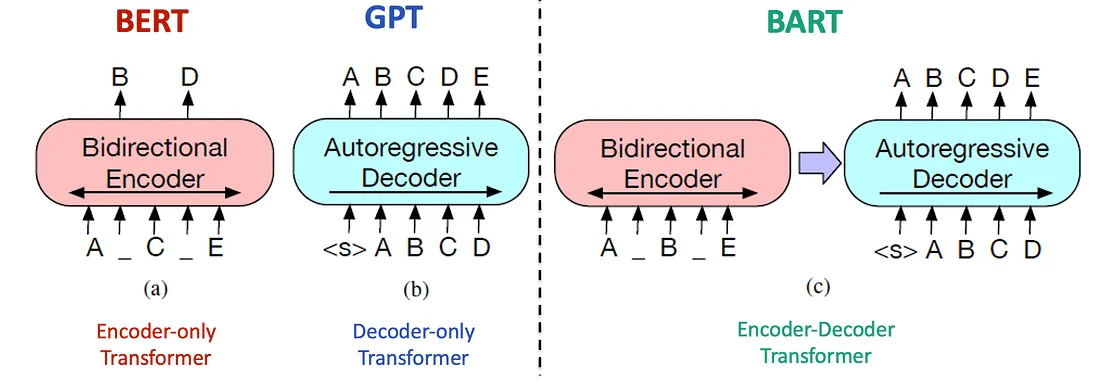 BERT
B D
Bidirectional
Encoder
A _ C _ E
(a)
Encoder-only
Transformer
GPT
A B C D E
Autoregressive
Decoder
<s> A B C D
(b)
Decoder-only
Transformer
BART
Bidirectional
Encoder
A _ B _ E
A B C D E
Autoregressive
Decoder
<s> A B C D
(c)
Encoder-Decoder
Transformer